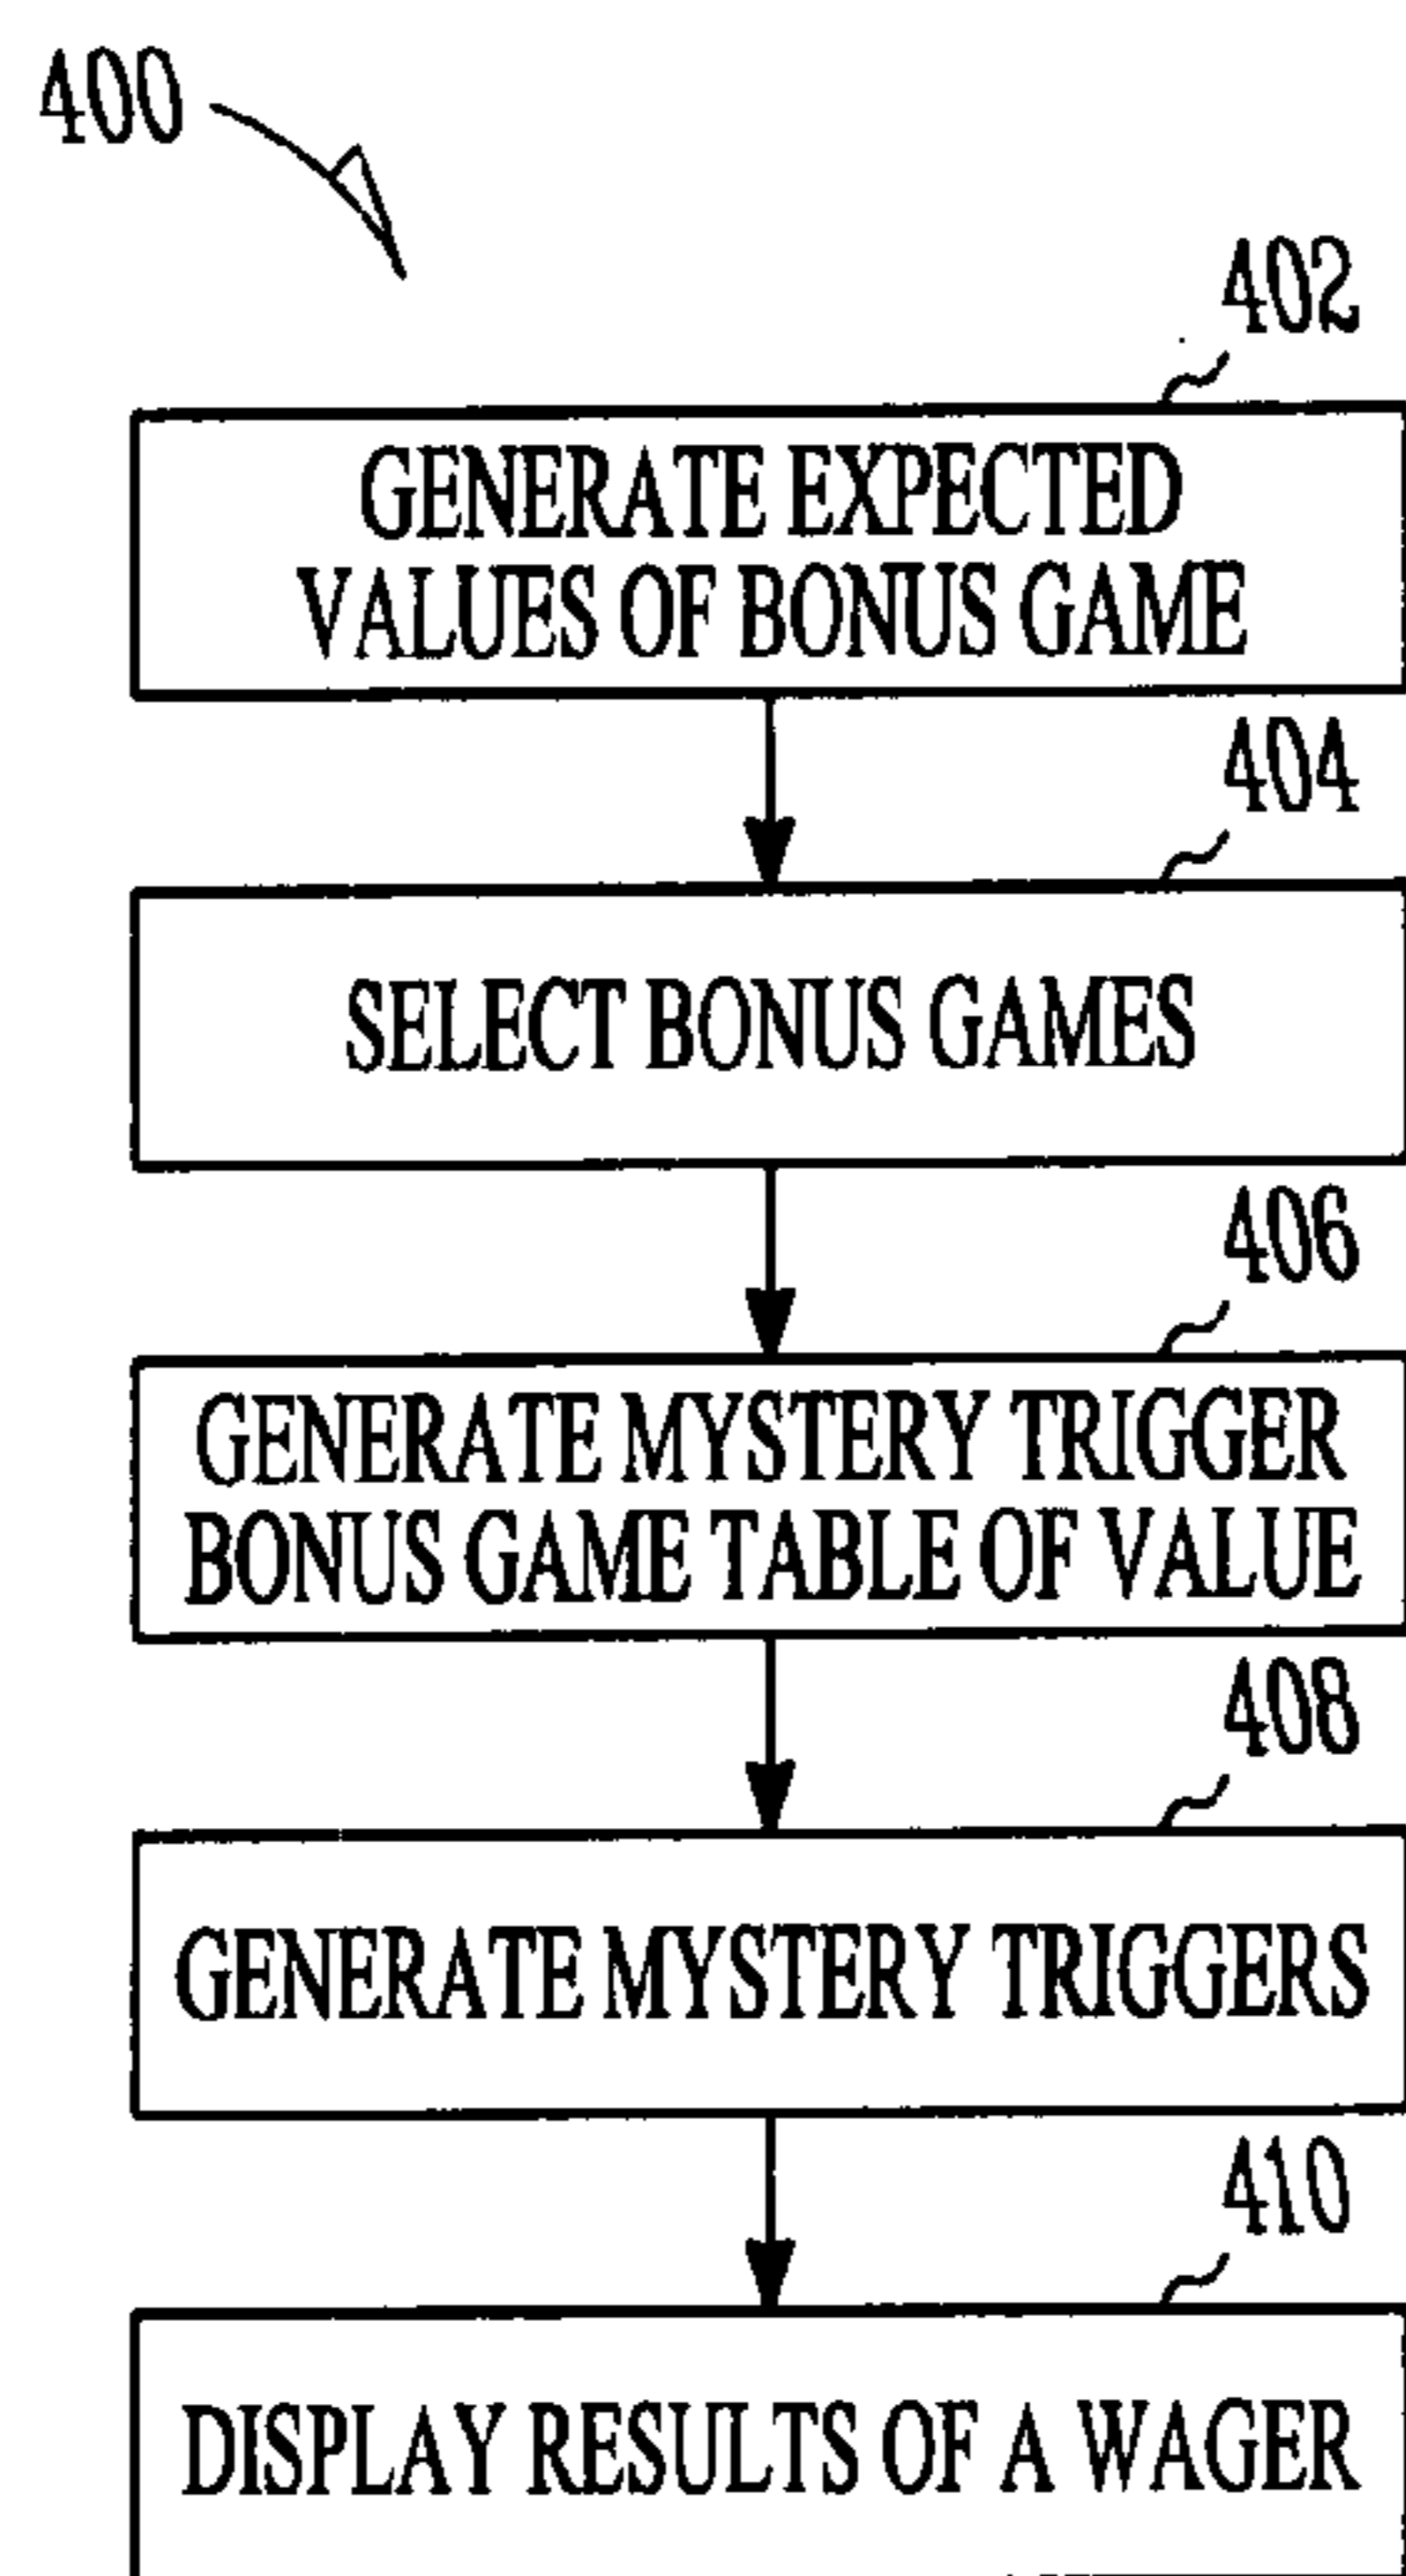 400
402
GENERATE EXPECTED
VALUES OF BONUS GAME
404
SELECT BONUS GAMES
406
GENERATE MYSTERY TRIGGER
BONUS GAME TABLE OF VALUE
408
GENERATE MYSTERY TRIGGERS
410
DISPLAY RESULTS OF A WAGER